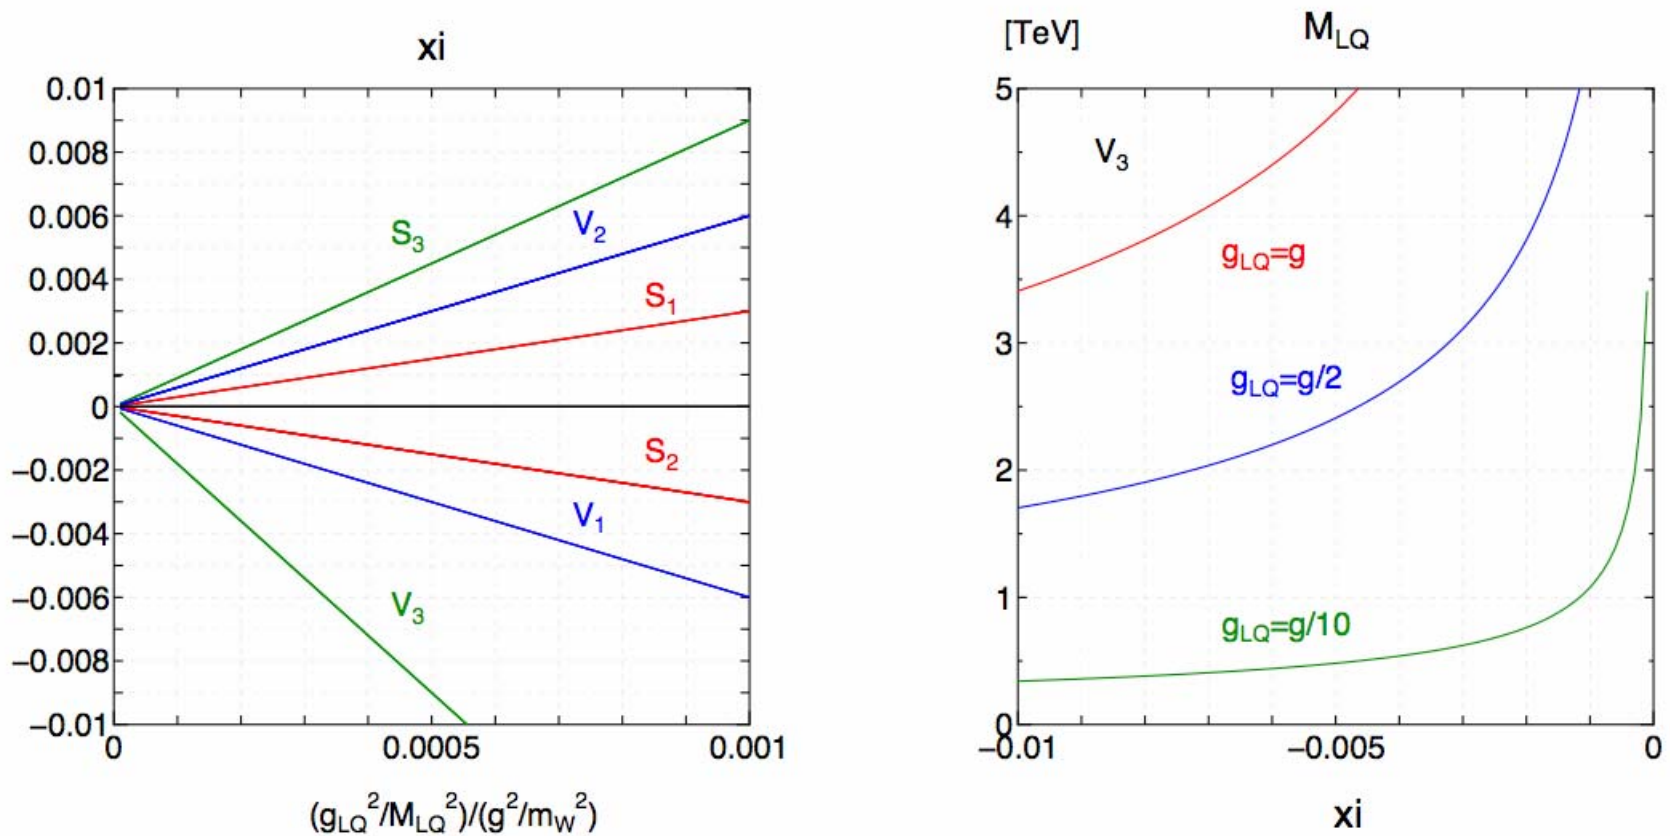 xi
0.01
0.008
0.006
0.004
0.002
0
−0.002
−0.004
−0.006
−0.008
−0.01
S3
V2
S1
S2
V1
V3
0
0.0005
0.001
(gLQ²/MLQ²)/(g²/mW²)
[TeV]
MLQ
5
4
3
2
1
0
V3
gLQ=g
gLQ=g/2
gLQ=g/10
−0.01
−0.005
0
xi